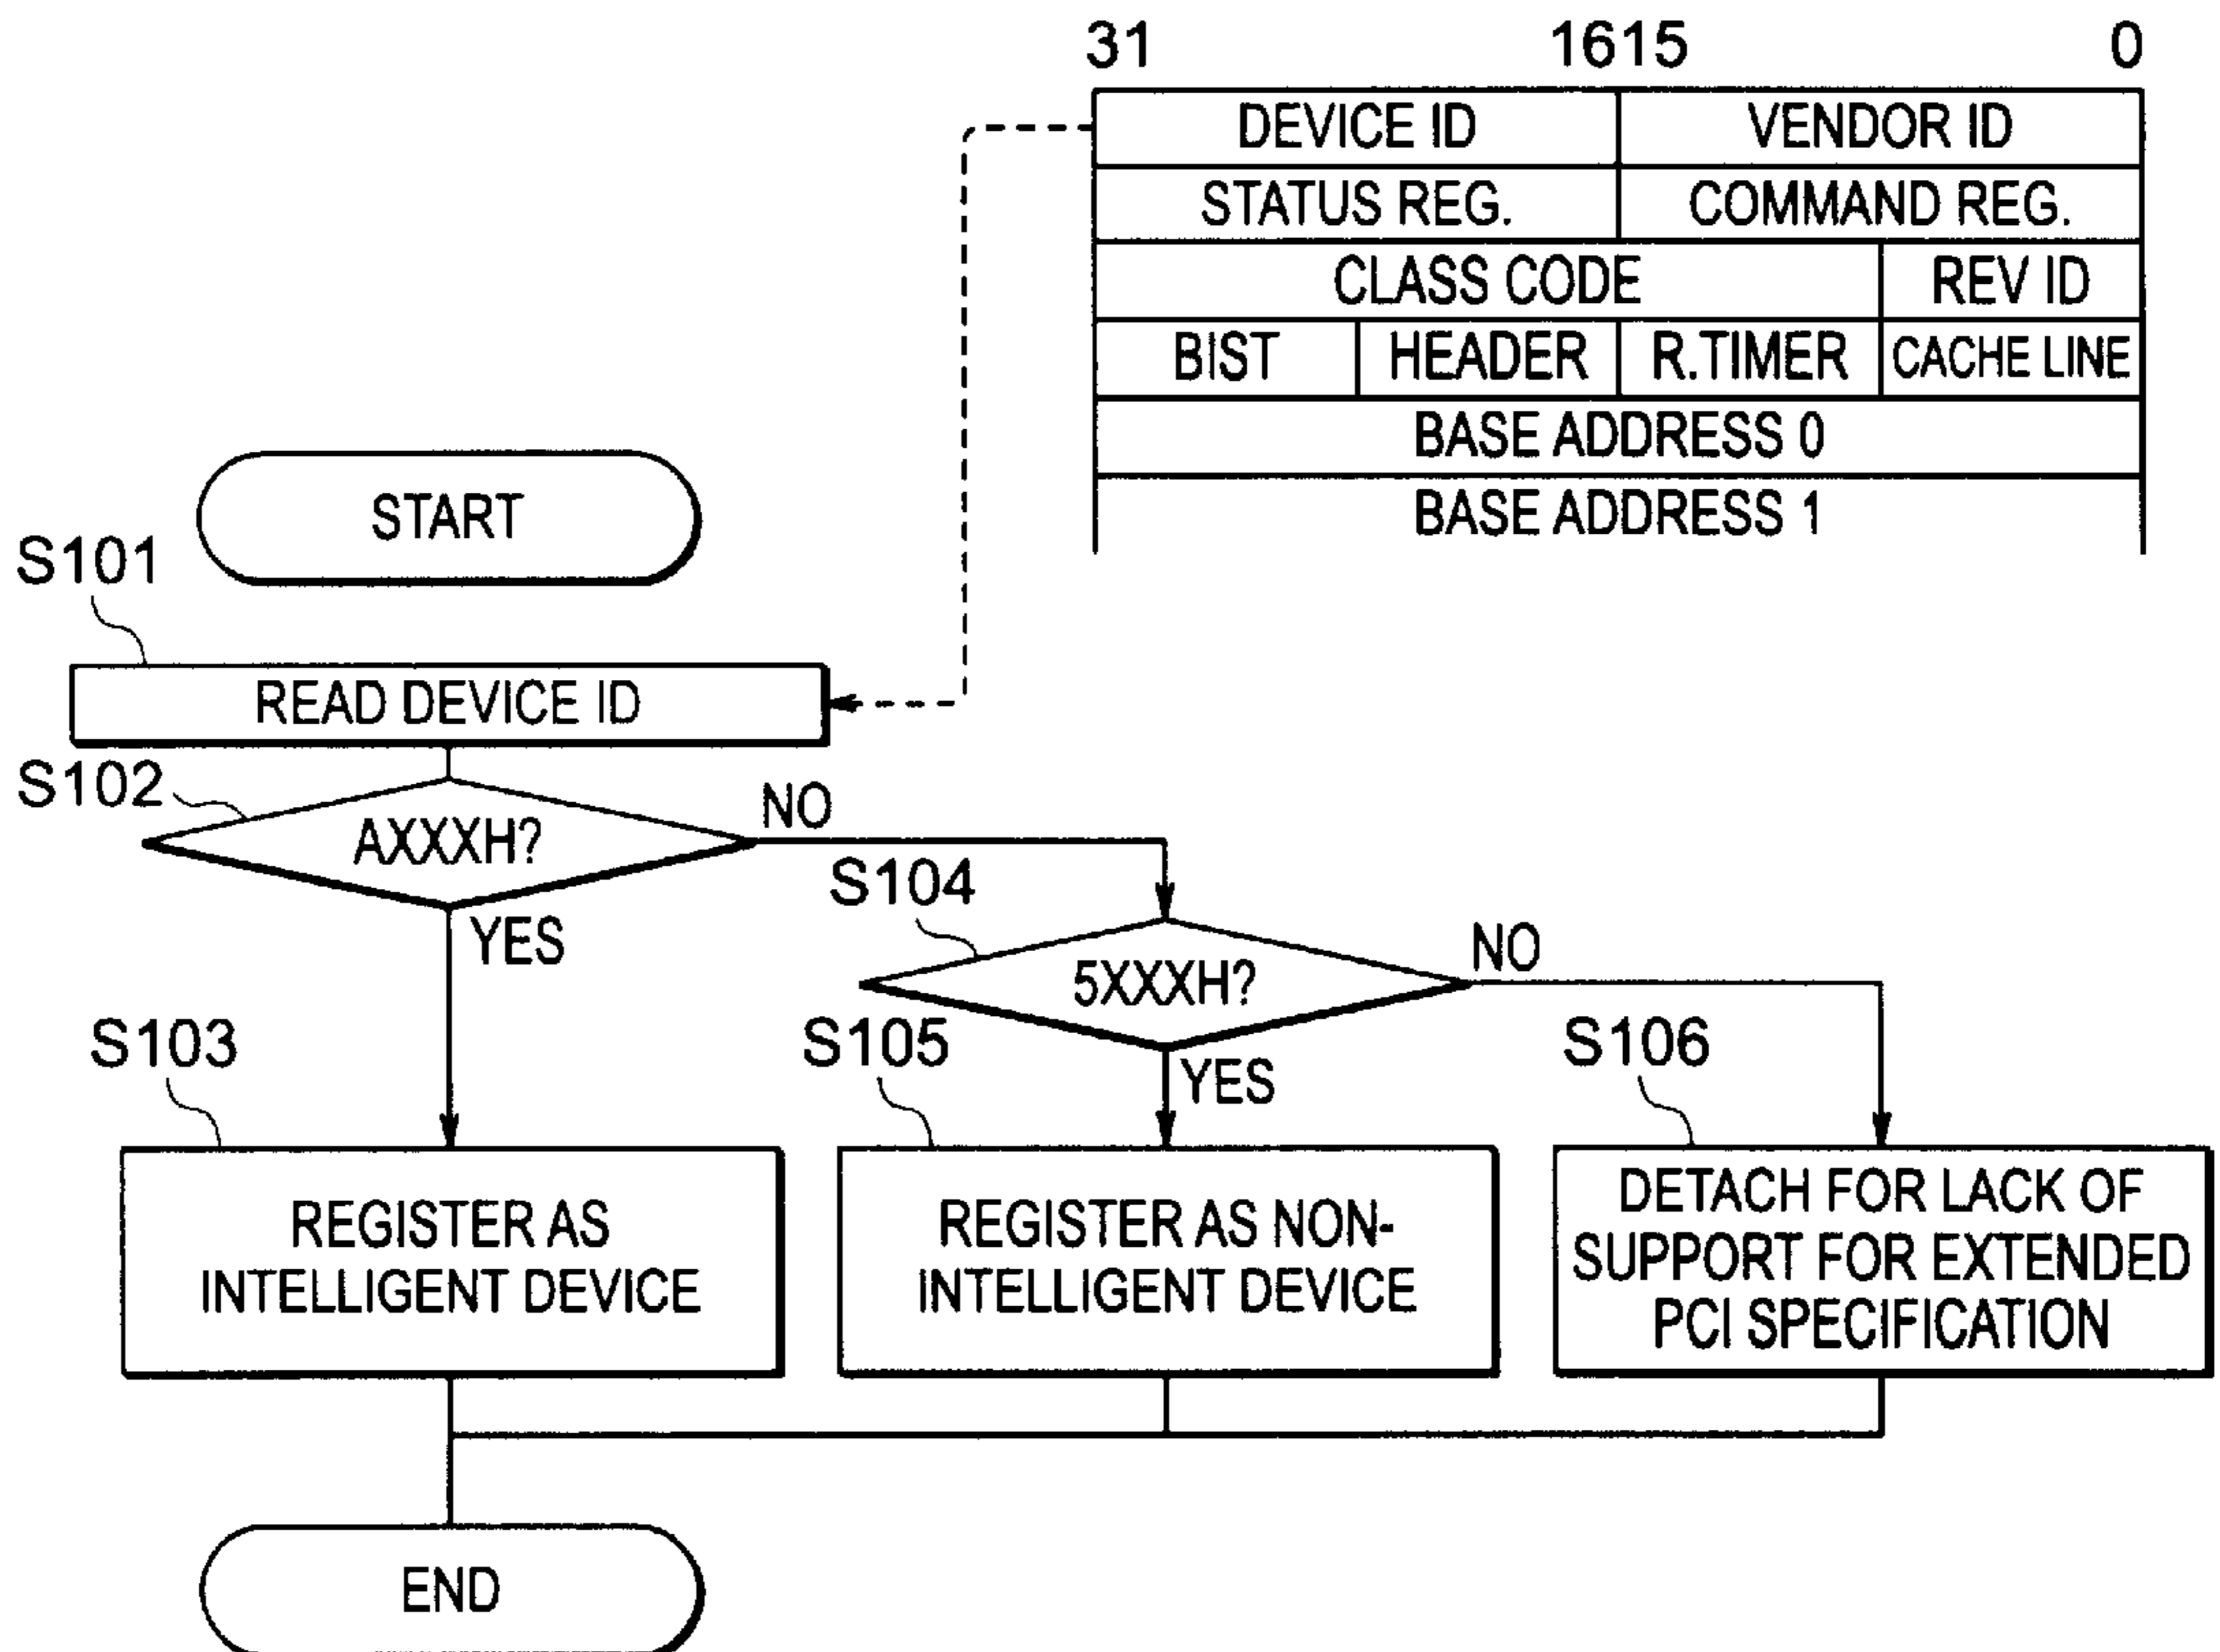 31 1615 0
DEVICE ID VENDOR ID
STATUS REG. COMMAND REG.
CLASS CODE REV ID
BIST HEADER R.TIMER CACHE LINE
BASE ADDRESS 0
BASE ADDRESS 1
START
S101
READ DEVICE ID
S102
AXXXH?
NO
YES
S104
5XXXH?
NO
YES
S103
REGISTER AS
INTELLIGENT DEVICE
S105
REGISTER AS NON-
INTELLIGENT DEVICE
S106
DETACH FOR LACK OF
SUPPORT FOR EXTENDED
PCI SPECIFICATION
END